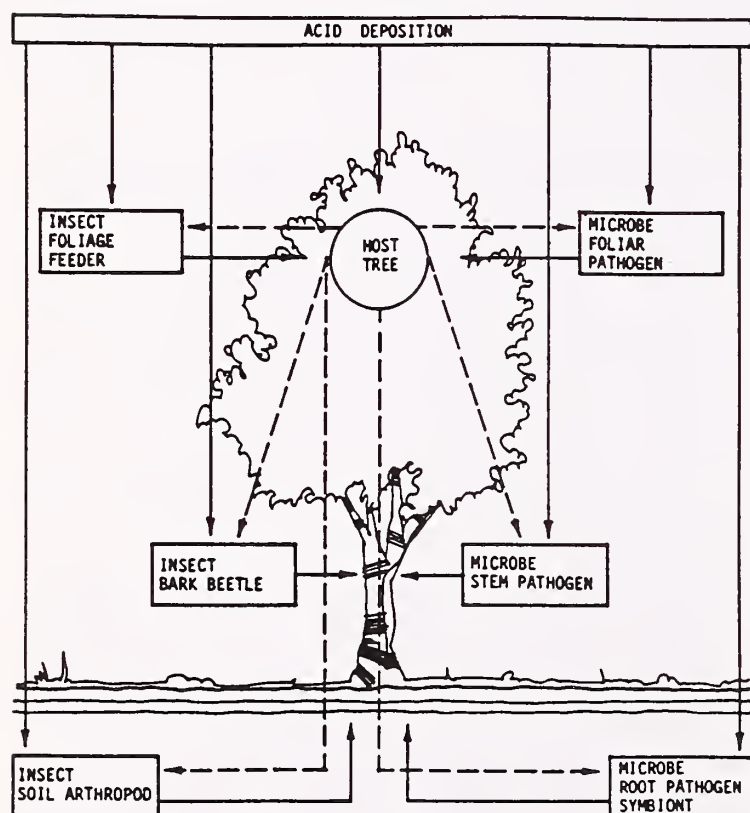 ACID DEPOSITION
INSECT
FOLIAGE
FEEDER
HOST
TREE
MICROBE
FOLIAR
PATHOGEN
INSECT
BARK BEETLE
MICROBE
STEM PATHOGEN
INSECT
SOIL ARTHROPOD
MICROBE
ROOT PATHOGEN
SYMBIONT